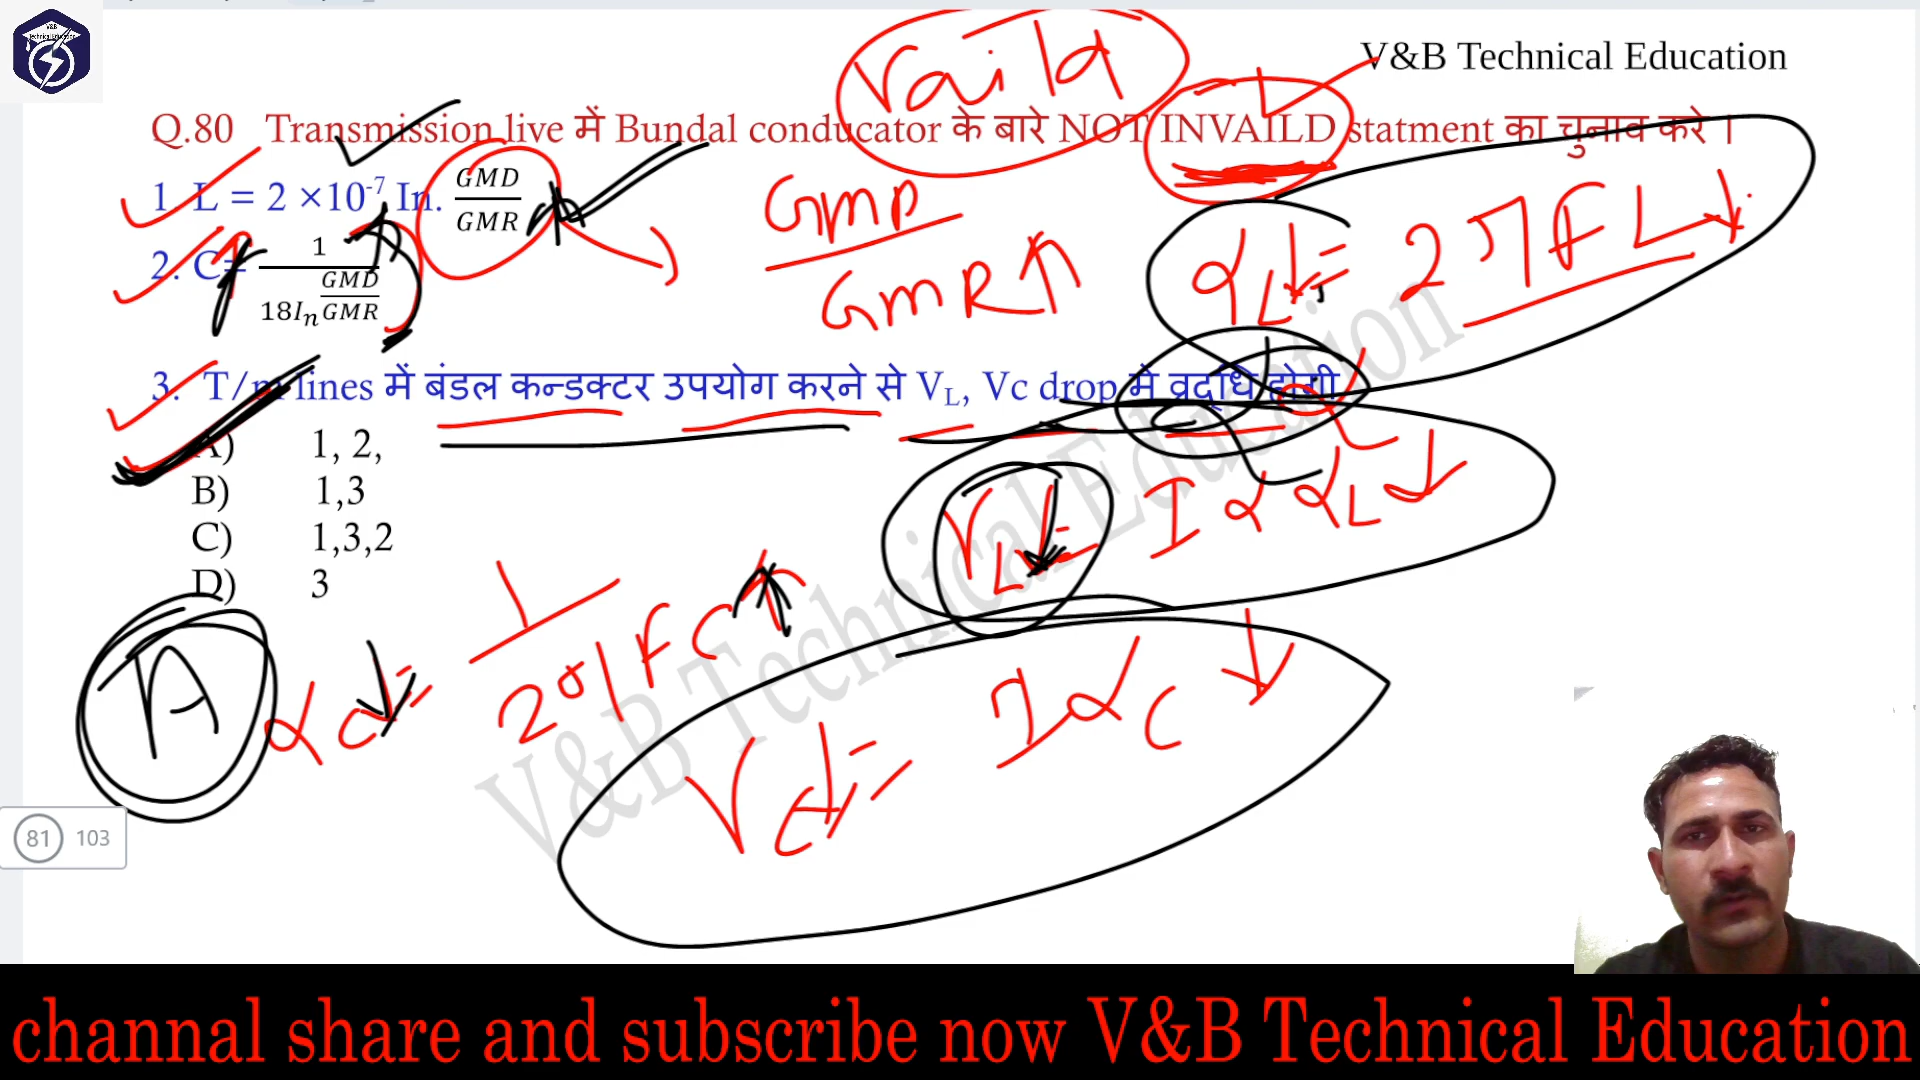 V&B Technical Education
Vaild
Q.80 Transmission live में Bundal conducator के बारे NOT INVAILD statment का चुनाव करे ।
1. L = 2 ×10-7 In. GMD/GMR
GMD
GMR
2. C= 1/18In GMD/GMR
XL = 2πFL
3. T/m lines में बंडल कन्डक्टर उपयोग करने से VL, Vc drop मे व्रद्धि होगी
A) 1, 2,
B) 1,3
C) 1,3,2
D) 3
VL = I × XL
A
Xc = 1/2πFC
Vc = I Xc
V&B Technical Education
81 103
channal share and subscribe now V&B Technical Education